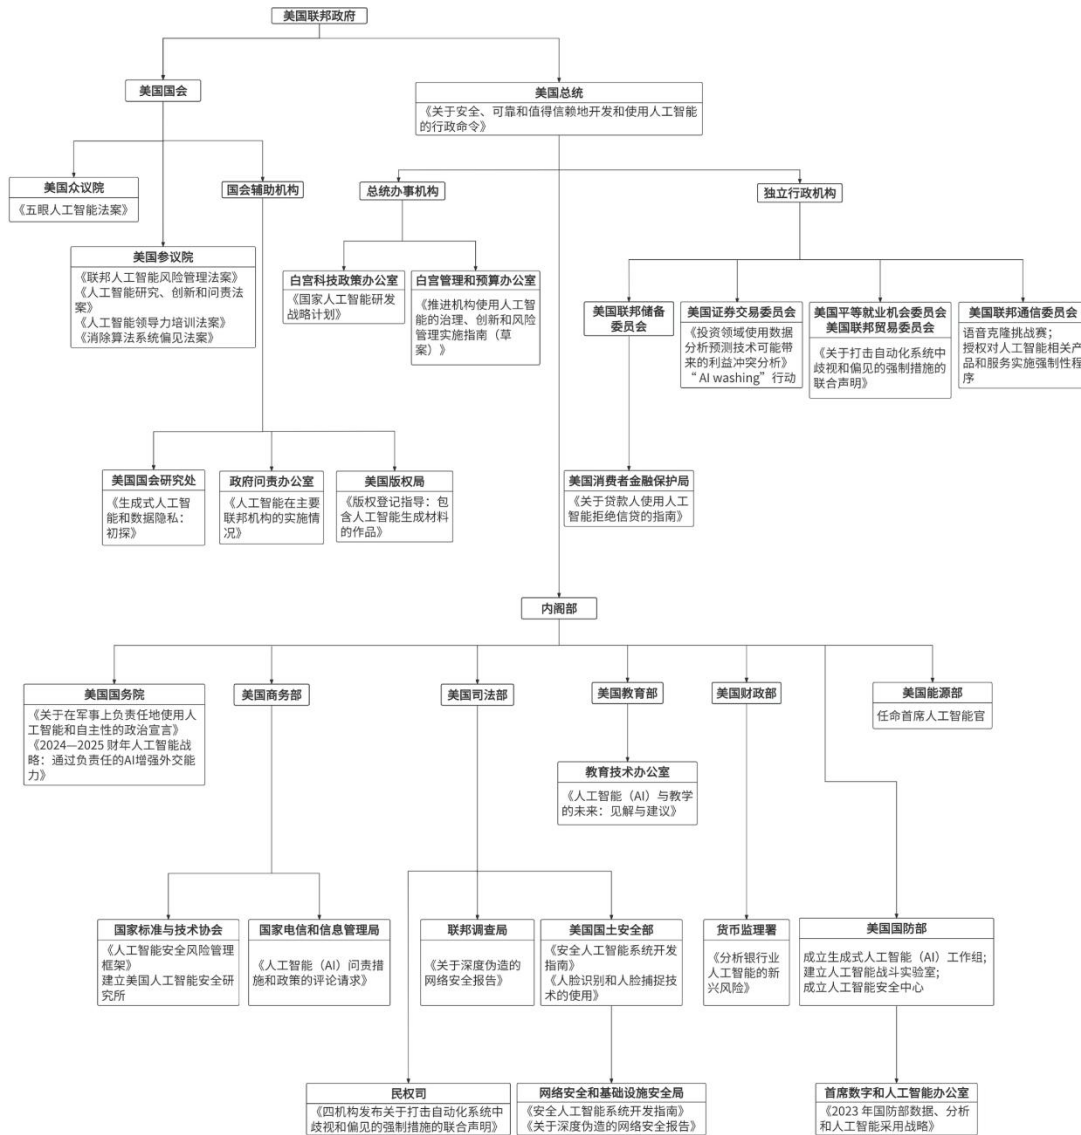 美国联邦政府
美国国会
美国总统
《关于安全、可靠和值得信赖地开发和使用人工智能
的行政命令》
美国众议院
《五眼人工智能法案》
国会辅助机构
总统办事机构
独立行政机构
美国参议院
《联邦人工智能风险管理法案》
《人工智能研究、创新和问责法
案》
《人工智能领导力培训法案》
《消除算法系统偏见法案》
白宫科技政策办公室
《国家人工智能研发
战略计划》
白宫管理和预算办公室
《推进机构使用人工智
能的治理、创新和风险
管理实施指南（草
案）》
美国联邦储备
委员会
美国证券交易委员会
《投资领域使用数据
分析预测技术可能带
来的利益冲突分析》
“AI washing”行动
美国平等就业机会委员会
美国联邦贸易委员会
《关于打击自动化系统中
歧视和偏见的强制措施的
联合声明》
美国联邦通信委员会
语音克隆挑战赛；
授权对人工智能相关产
品和服务实施强制性程
序
美国国会研究处
《生成式人工智
能和数据隐私：
初探》
政府问责办公室
《人工智能在主要
联邦机构的实施情
况》
美国版权局
《版权登记指导：包
含人工智能生成材料
的作品》
美国消费者金融保护局
《关于贷款人使用人工
智能拒绝信贷的指南》
内阁部
美国国务院
《关于在军事上负责任地使用人
工智能和自主性的政治宣言》
《2024—2025 财年人工智能战
略：通过负责任的AI增强外交能
力》
美国商务部
美国司法部
美国教育部
美国财政部
美国能源部
任命首席人工智能官
教育技术办公室
《人工智能（AI）与教学
的未来：见解与建议》
国家标准与技术协会
《人工智能安全风险管理
框架》
建立美国人工智能安全研
究所
国家电信和信息管理局
《人工智能（AI）问责措
施和政策的评论请求》
联邦调查局
《关于深度伪造的
网络安全报告》
美国国土安全部
《安全人工智能系统开发
指南》
《人脸识别和人脸捕捉技
术的使用》
货币监理署
《分析银行业
人工智能的新
兴风险》
美国国防部
成立生成式人工智能（AI）工作组;
建立人工智能战斗实验室;
成立人工智能安全中心
民权司
《四机构发布关于打击自动化系统中
歧视和偏见的强制措施的联合声明》
网络安全和基础设施安全局
《安全人工智能系统开发指南》
《关于深度伪造的网络安全报告》
首席数字和人工智能办公室
《2023 年国防部数据、分析
和人工智能采用战略》